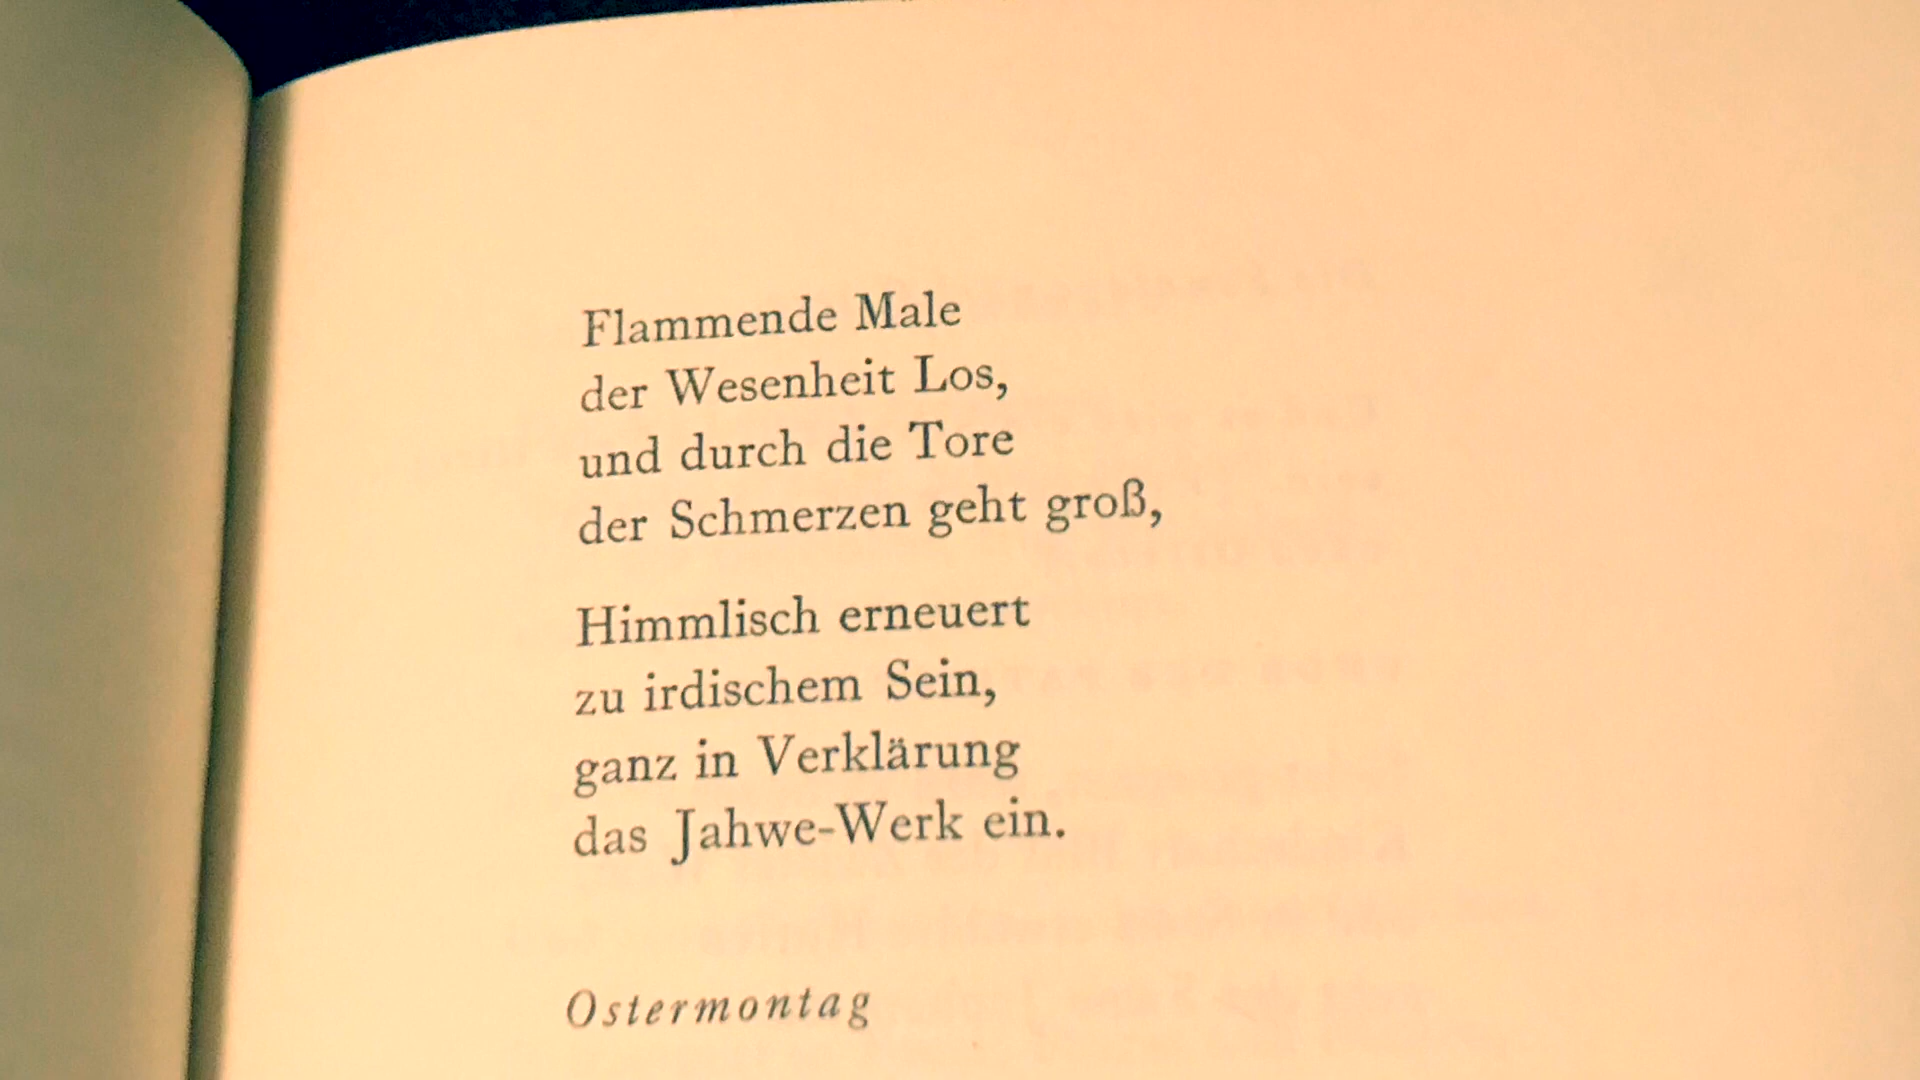 Flammende Male
der Wesenheit Los,
und durch die Tore
der Schmerzen geht groß,
Himmlisch erneuert
zu irdischem Sein,
ganz in Verklärung
das Jahwe-Werk ein.
Ostermontag